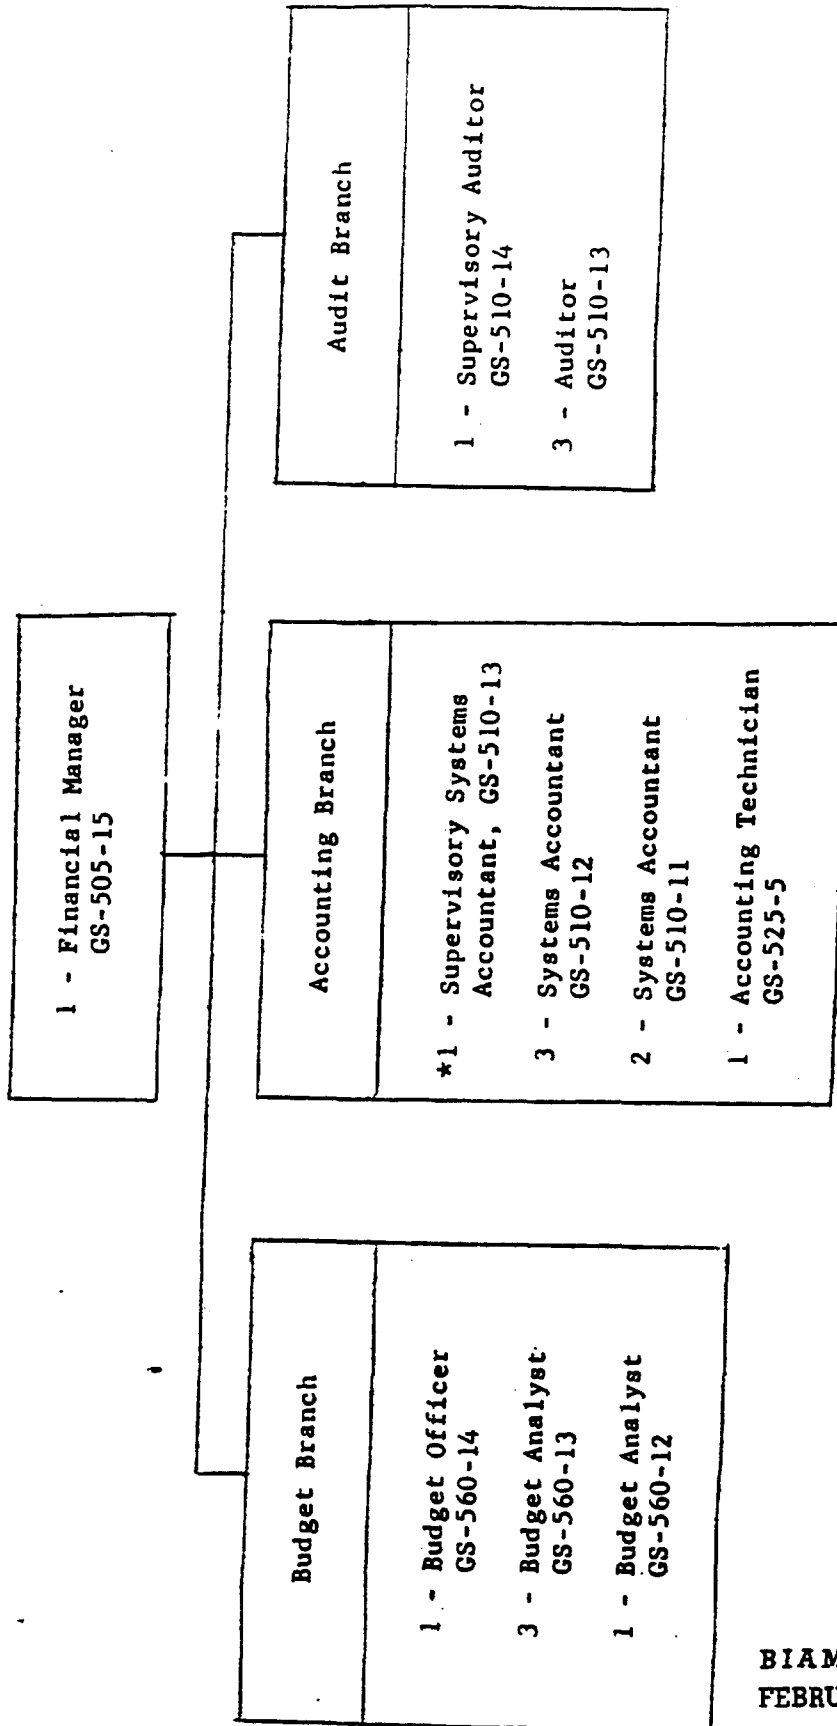 1 - Financial Manager
GS-505-15
Budget Branch
1 - Budget Officer
GS-560-14
3 - Budget Analyst
GS-560-13
1 - Budget Analyst
GS-560-12
Accounting Branch
*1 - Supervisory Systems
Accountant, GS-510-13
3 - Systems Accountant
GS-510-12
2 - Systems Accountant
GS-510-11
1 - Accounting Technician
GS-525-5
Audit Branch
1 - Supervisory Auditor
GS-510-14
3 - Auditor
GS-510-13
BIAM
FEBRU